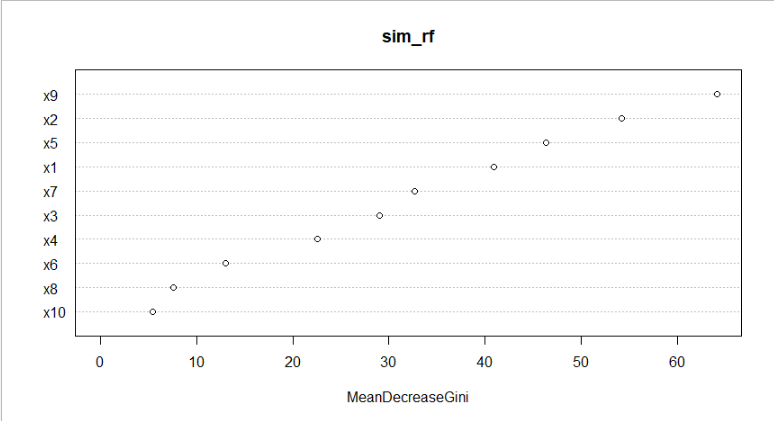 sim_rf
x9
x2
x5
x1
x7
x3
x4
x6
x8
x10
0 10 20 30 40 50 60
MeanDecreaseGini